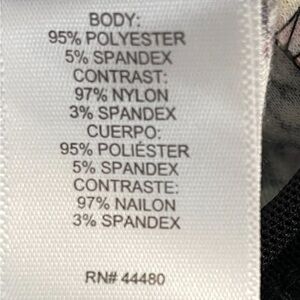 BODY:
95% POLYESTER
5% SPANDEX
CONTRAST:
97% NYLON
3% SPANDEX
CUERPO:
95% POLIÉSTER
5% SPANDEX
CONTRASTE:
97% NAILON
3% SPANDEX
RN# 44480